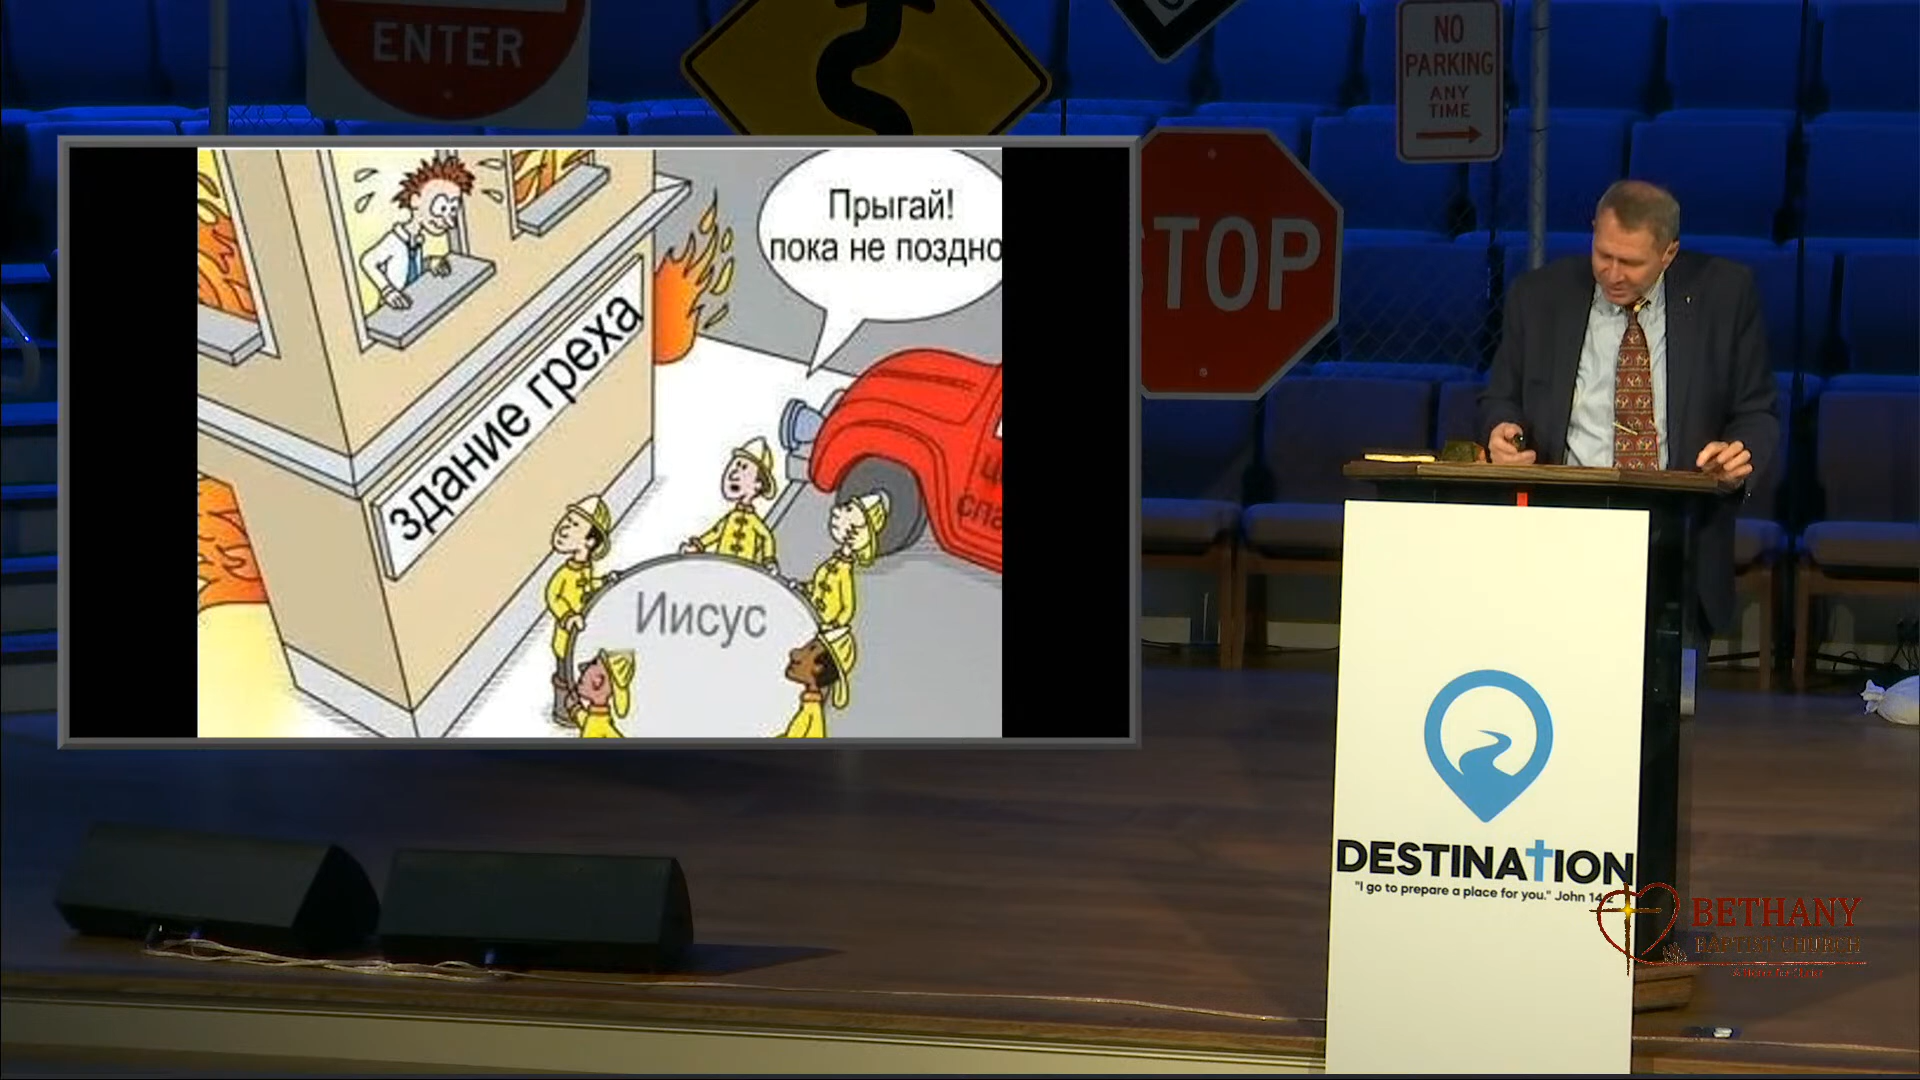 ENTER
NO
PARKING
ANY
TIME
STOP
Прыгай!
пока не поздно
здание греха
Иисус
DESTINATION
"I go to prepare a place for you." John 14:2
BETHANY
BAPTIST CHURCH